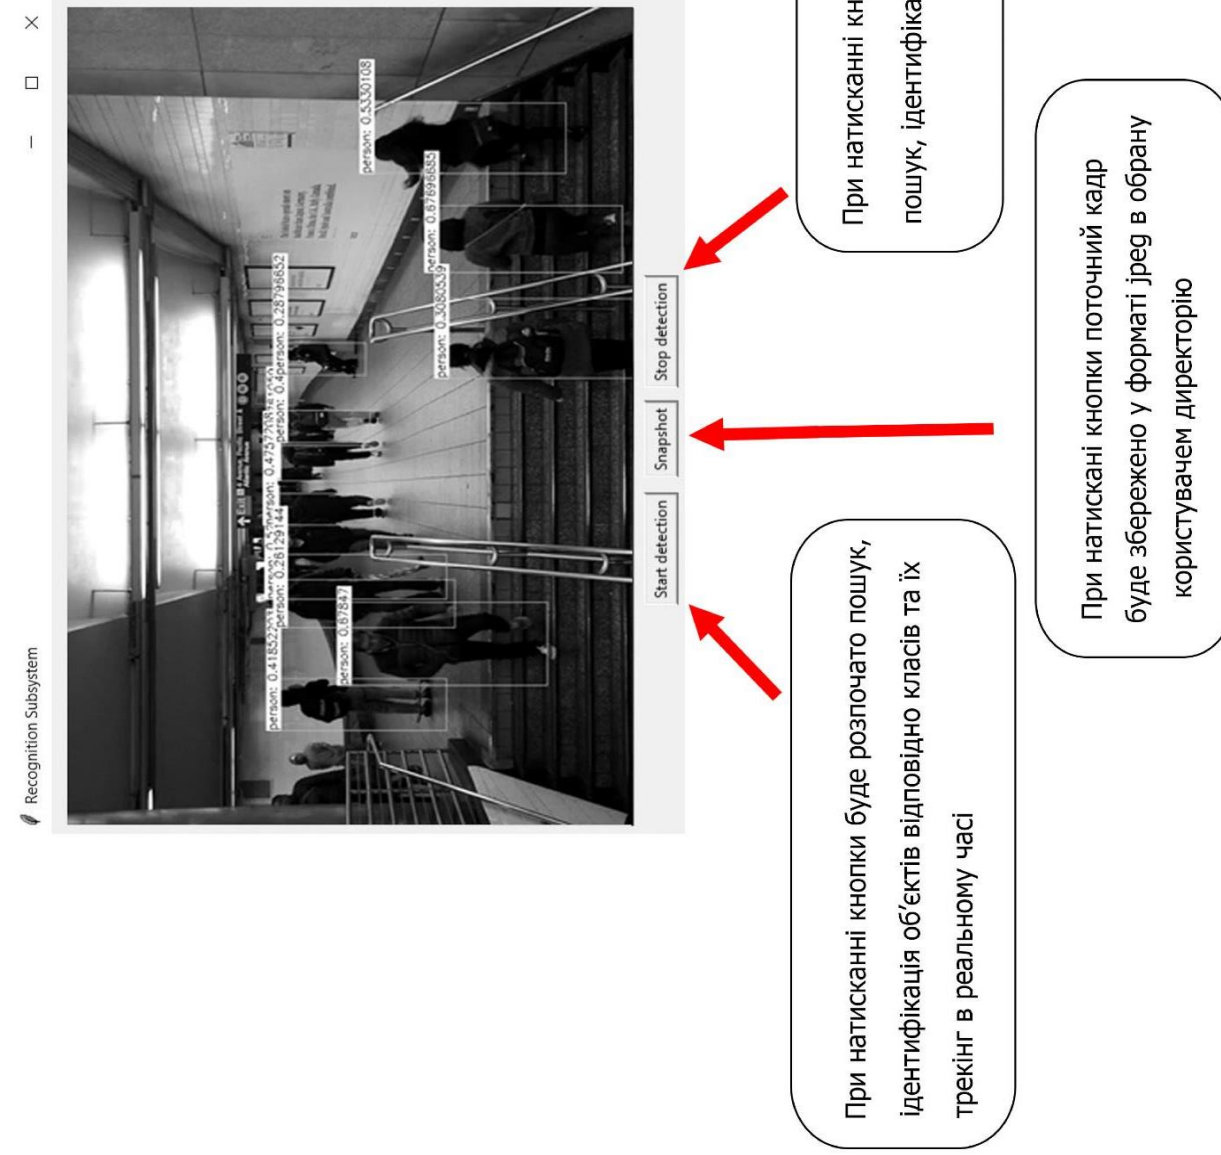 Recognition Subsystem
person: 0.5330108
person: 0.67696685
person: 0.3080539
person: 0.28796652
person: 0.26129144
person: 0.87847
Start detection
Snapshot
Stop detection
При натисканні кнопки буде розпочато пошук,
ідентифікація об’єктів відповідно класів та їх
трекінг в реальному часі
При натискані кнопки поточний кадр
буде збережено у форматі jpeg в обрану
користувачем директорію
При натисканні кн
пошук, ідентифіка